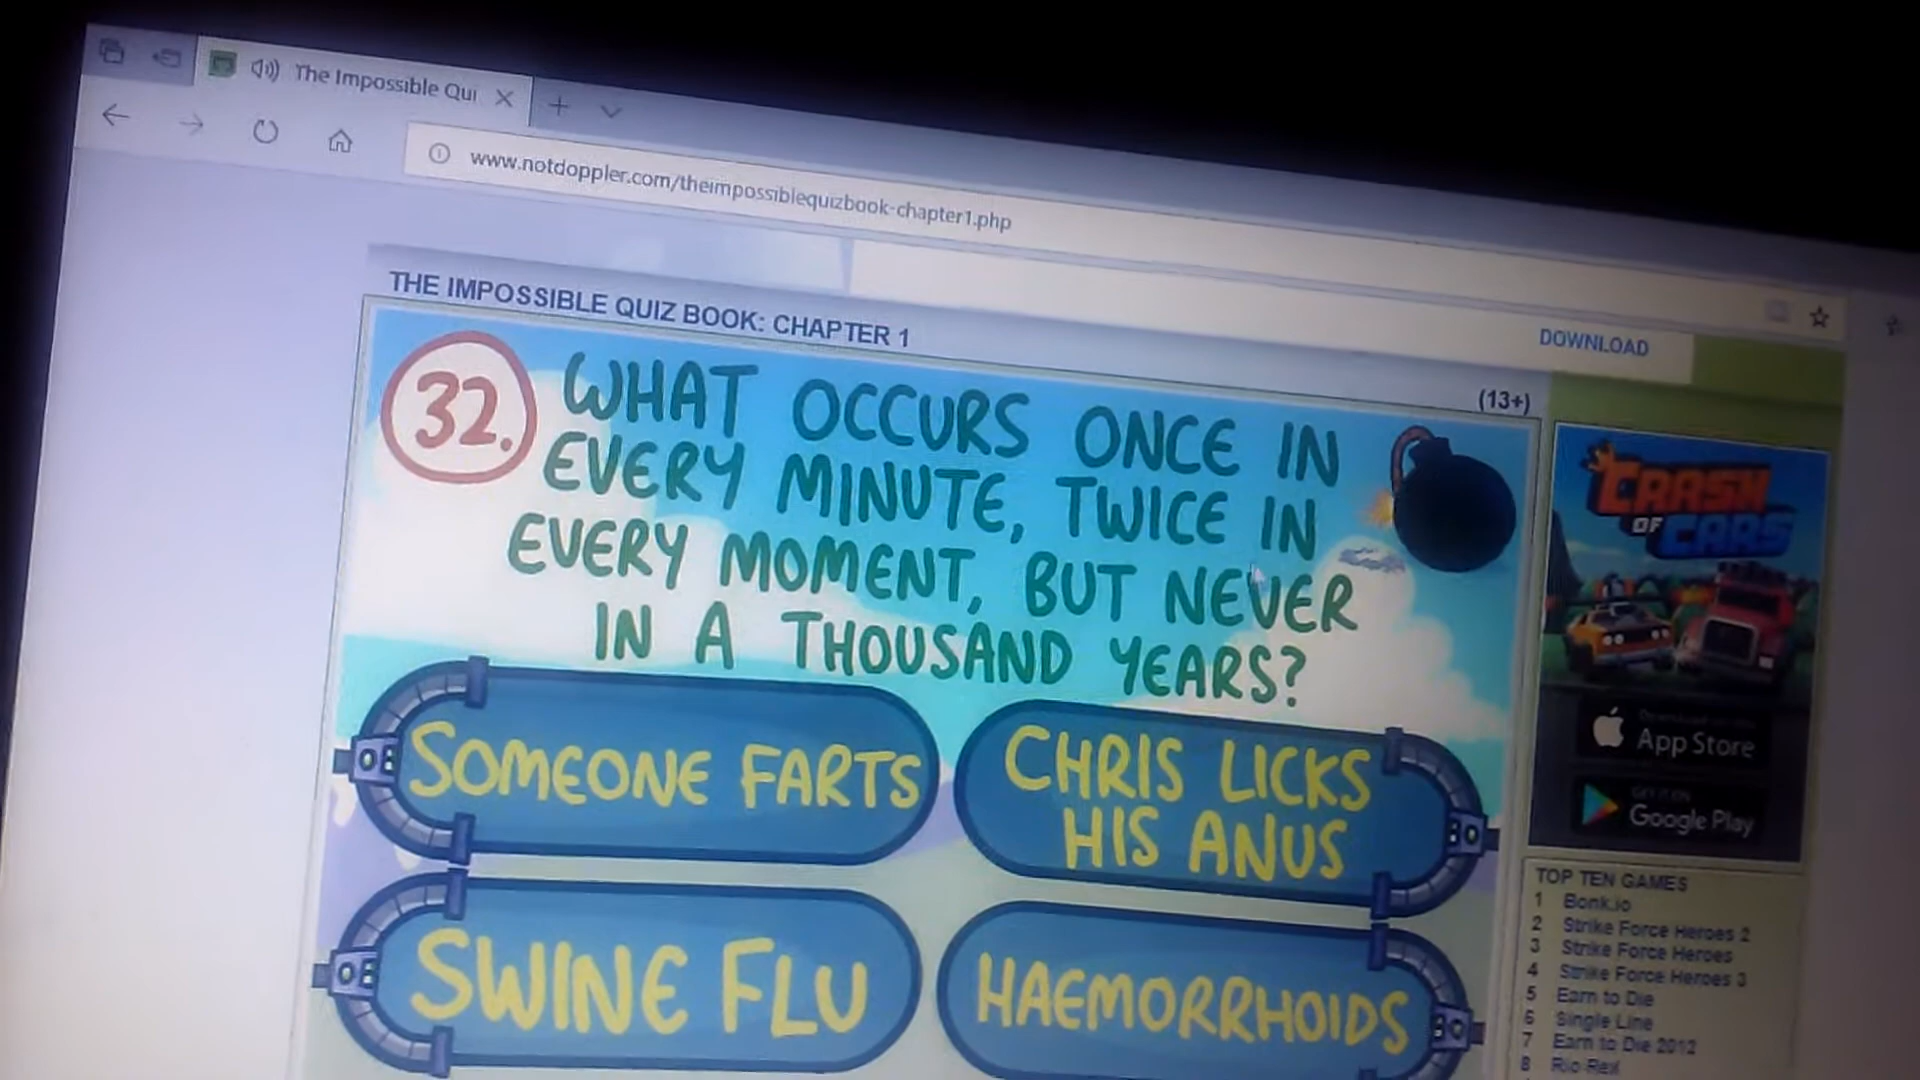 The Impossible Qui
www.notdoppler.com/theimpossiblequizbook-chapter1.php
THE IMPOSSIBLE QUIZ BOOK: CHAPTER 1
DOWNLOAD
(13+)
32.
WHAT OCCURS ONCE IN
EVERY MINUTE, TWICE IN
EVERY MOMENT, BUT NEVER
IN A THOUSAND YEARS?
SOMEONE FARTS
CHRIS LICKS
HIS ANUS
SWINE FLU
HAEMORRHOIDS
CRASH
OF
CARS
App Store
GET IT ON
Google Play
TOP TEN GAMES
1 Bonk.io
2 Strike Force Heroes 2
3 Strike Force Heroes
4 Strike Force Heroes 3
5 Earn to Die
6 Single Line
7 Earn to Die 2012
8 Rio Rex